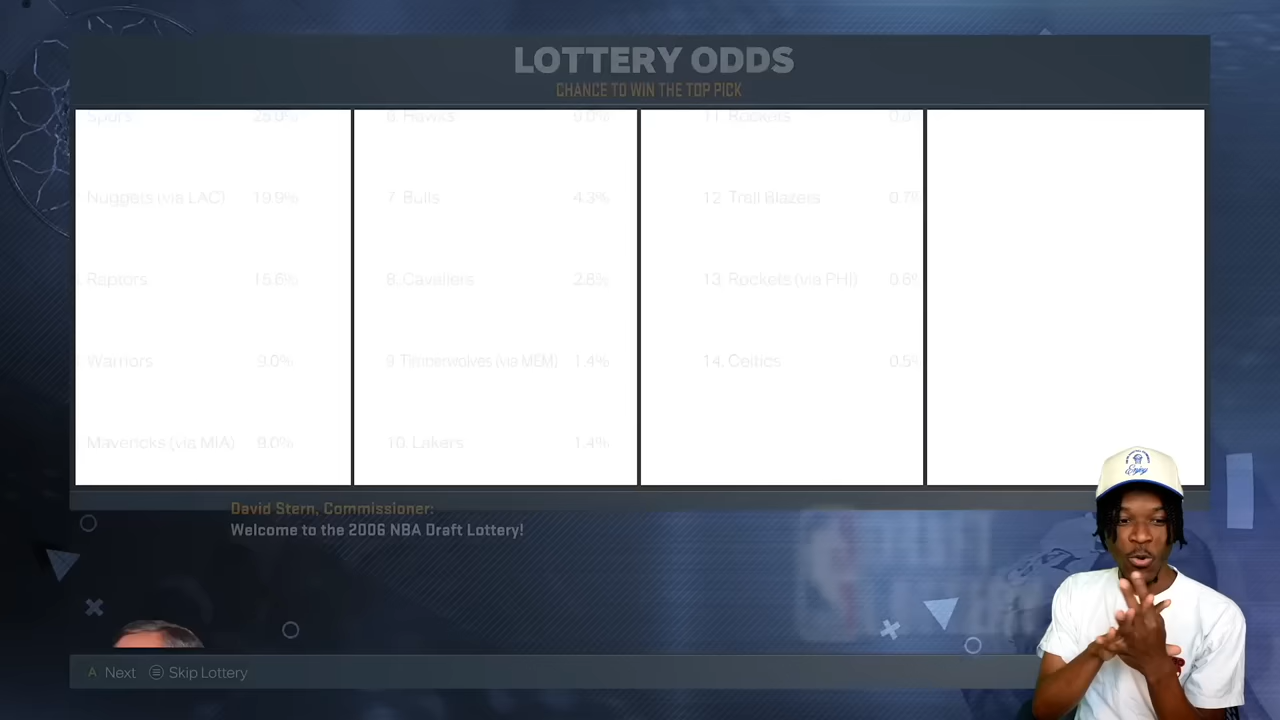 LOTTERY ODDS
CHANCE TO WIN THE TOP PICK
Spurs 25.0%
Nuggets (via LAC) 19.9%
Raptors 15.6%
Warriors 9.0%
Mavericks (via MIA) 9.0%
6. Hawks 9.0%
7. Bulls 4.3%
8. Cavaliers 2.8%
9. Timberwolves (via MEM) 1.4%
10. Lakers 1.4%
11. Rockets
12. Trail Blazers 0.7%
13. Rockets (via PHI) 0.6%
14. Celtics 0.5%
David Stern, Commissioner:
Welcome to the 2006 NBA Draft Lottery!
A Next Skip Lottery
Enjoy